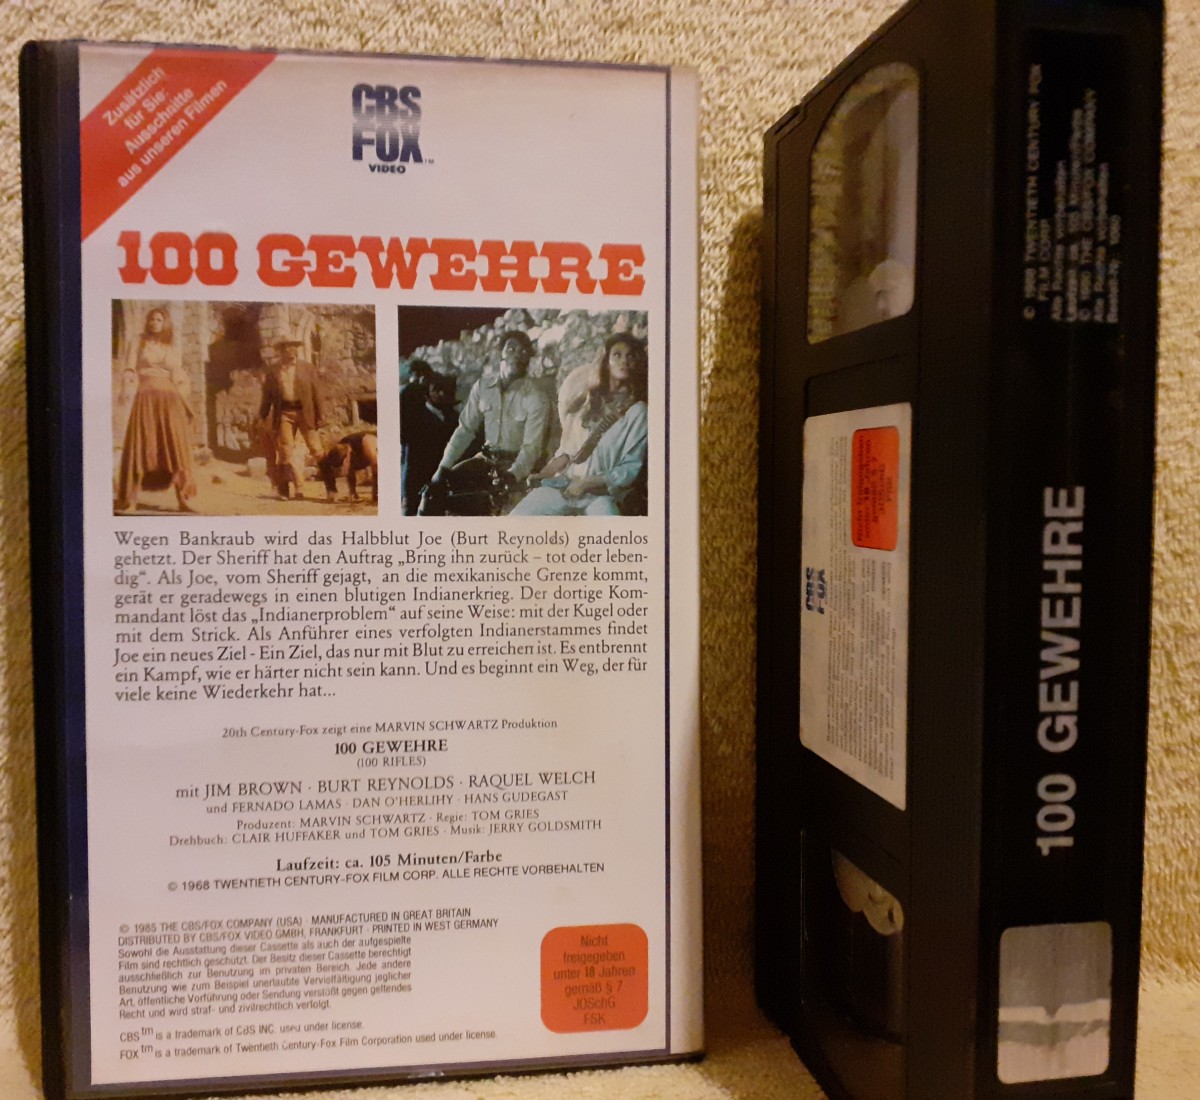 Zusätzlich
für Sie:
Ausschnitte
aus unseren Filmen
CBS
FOX™
VIDEO
100 GEWEHRE
Wegen Bankraub wird das Halbblut Joe (Burt Reynolds) gnadenlos
gehetzt. Der Sheriff hat den Auftrag „Bring ihn zurück – tot oder leben-
dig“. Als Joe, vom Sheriff gejagt, an die mexikanische Grenze kommt,
gerät er geradewegs in einen blutigen Indianerkrieg. Der dortige Kom-
mandant löst das „Indianerproblem“ auf seine Weise: mit der Kugel oder
mit dem Strick. Als Anführer eines verfolgten Indianerstammes findet
Joe ein neues Ziel - Ein Ziel, das nur mit Blut zu erreichen ist. Es entbrennt
ein Kampf, wie er härter nicht sein kann. Und es beginnt ein Weg, der für
viele keine Wiederkehr hat...
20th Century-Fox zeigt eine MARVIN SCHWARTZ Produktion
100 GEWEHRE
(100 RIFLES)
mit JIM BROWN · BURT REYNOLDS · RAQUEL WELCH
und FERNADO LAMAS · DAN O'HERLIHY · HANS GUDEGAST
Produzent: MARVIN SCHWARTZ · Regie: TOM GRIES
Drehbuch: CLAIR HUFFAKER und TOM GRIES · Musik: JERRY GOLDSMITH
Laufzeit: ca. 105 Minuten/Farbe
© 1968 TWENTIETH CENTURY-FOX FILM CORP. ALLE RECHTE VORBEHALTEN
© 1985 THE CBS/FOX COMPANY (USA) · MANUFACTURED IN GREAT BRITAIN
DISTRIBUTED BY CBS/FOX VIDEO GMBH, FRANKFURT · PRINTED IN WEST GERMANY
Sowohl die Ausstattung dieser Cassette als auch der aufgespielte
Film sind rechtlich geschützt. Der Besitz dieser Cassette berechtigt
ausschließlich zur Benutzung im privaten Bereich. Jede andere
Benutzung wie zum Beispiel unerlaubte Vervielfältigung jeglicher
Art, öffentliche Vorführung oder Sendung verstößt gegen geltendes
Recht und wird straf- und zivilrechtlich verfolgt.
CBS tm is a trademark of CBS INC. used under license.
FOX tm is a trademark of Twentieth Century-Fox Film Corporation used under license.
Nicht
freigegeben
unter 18 Jahren
gemäß § 7
JÖSchG
FSK
CBS
FOX
© 1968 TWENTIETH CENTURY FOX
FILM CORP.
Alle Rechte vorbehalten
THE CBS/FOX COMPANY
Alle Rechte vorbehalten
100 GEWEHRE